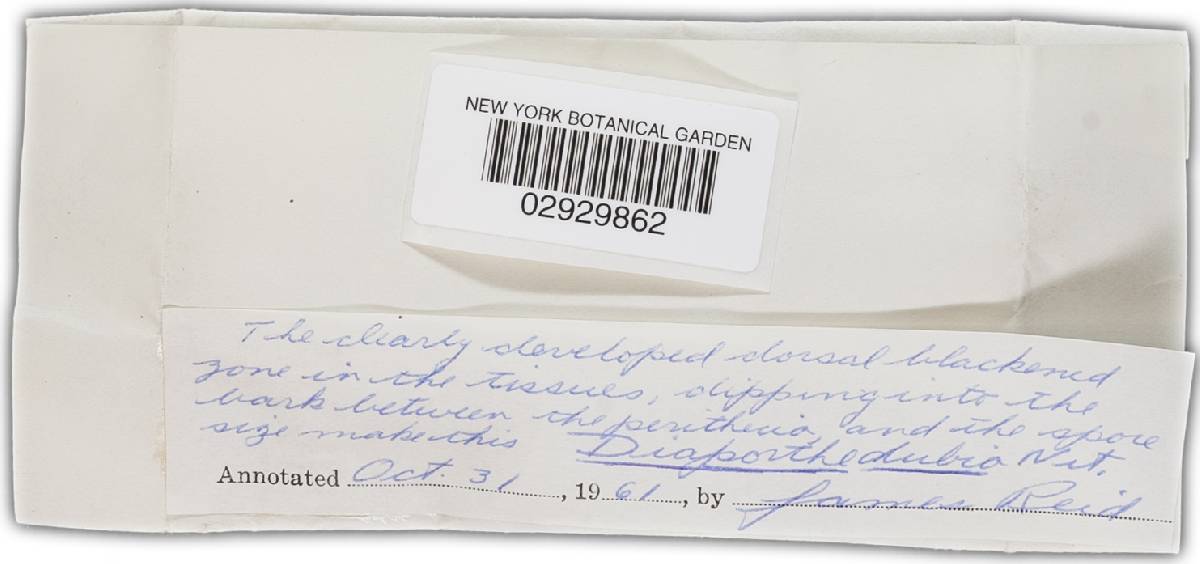 NEW YORK BOTANICAL GARDEN
02929862
The clearly developed dorsal blackened
zone in the tissues, dipping into the
bark between the perithecia, and the spore
size make this Diaporthe dubia Nit.
Annotated Oct. 31, 1961, by James Reid